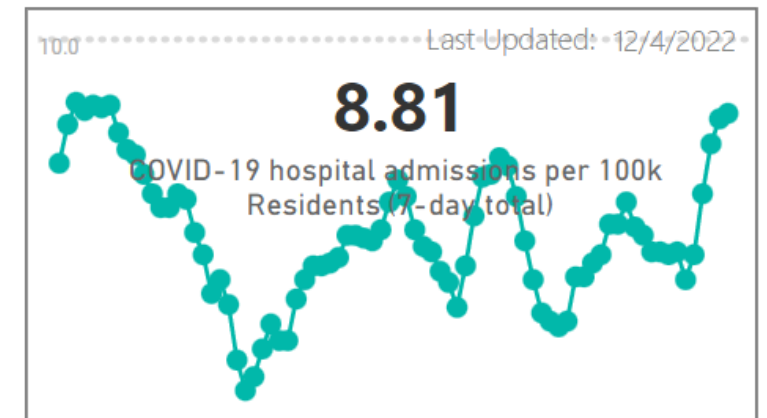 10.0
Last Updated: 12/4/2022
8.81
COVID-19 hospital admissions per 100k
Residents (7-day total)